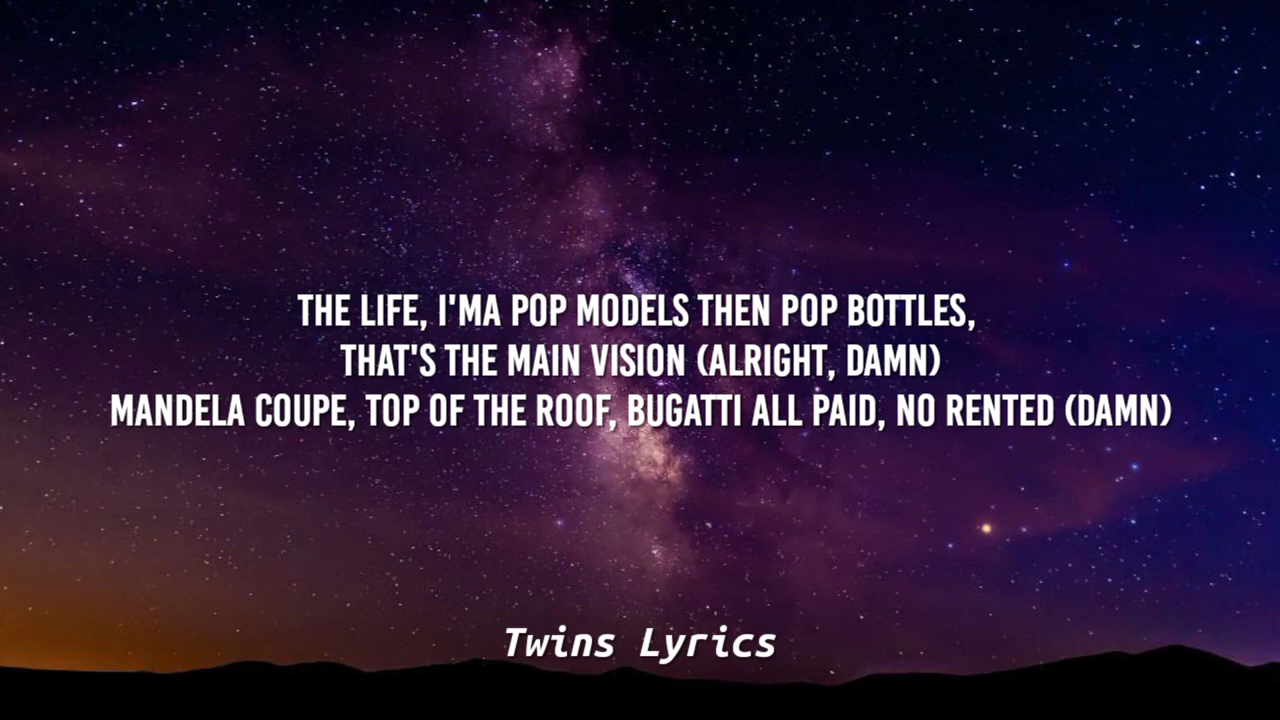 THE LIFE, I'MA POP MODELS THEN POP BOTTLES,
THAT'S THE MAIN VISION (ALRIGHT, DAMN)
MANDELA COUPE, TOP OF THE ROOF, BUGATTI ALL PAID, NO RENTED (DAMN)
Twins Lyrics